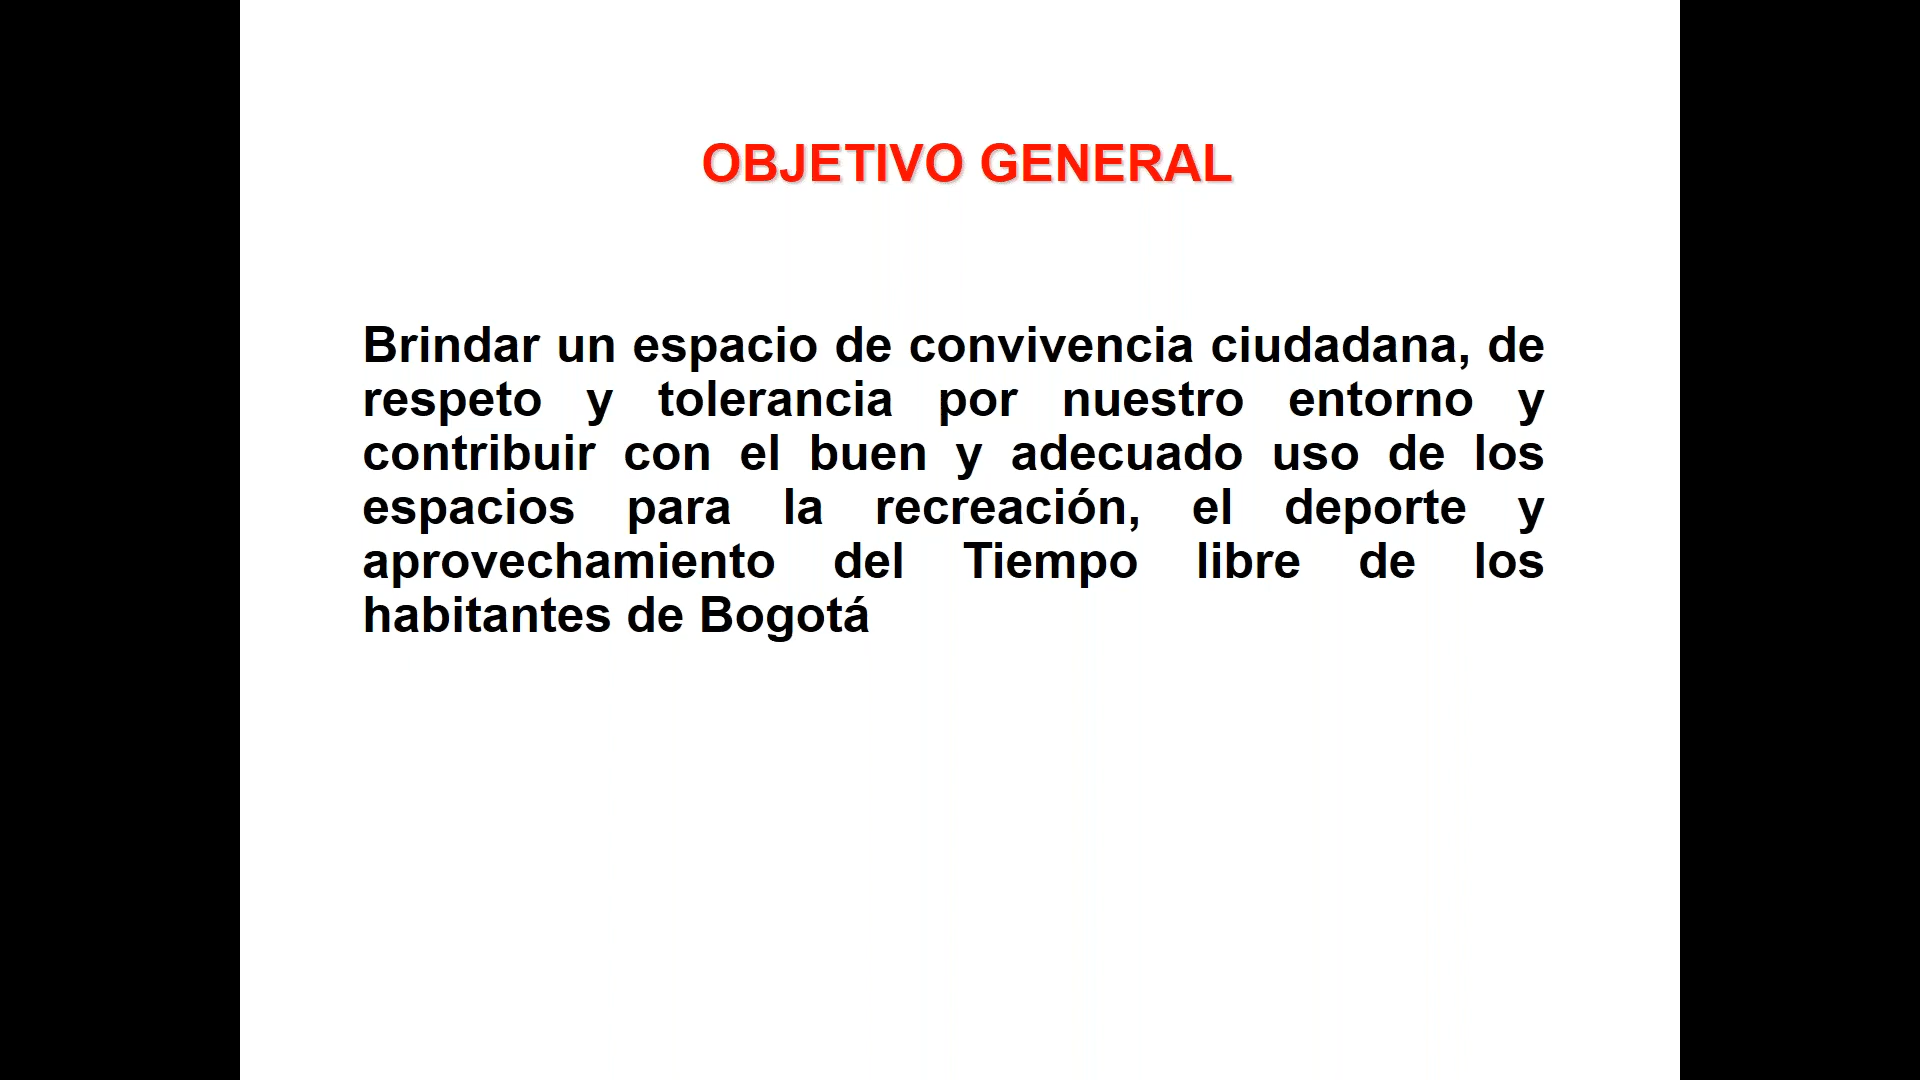 OBJETIVO GENERAL
Brindar un espacio de convivencia ciudadana, de
respeto y tolerancia por nuestro entorno y
contribuir con el buen y adecuado uso de los
espacios para la recreación, el deporte y
aprovechamiento del Tiempo libre de los
habitantes de Bogotá